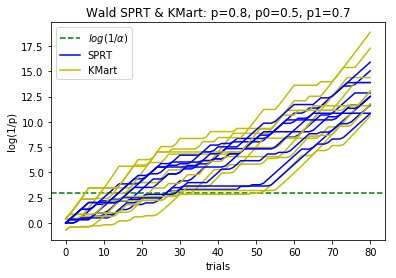 Wald SPRT & KMart: p=0.8, p0=0.5, p1=0.7
log(1/α)
SPRT
KMart
17.5
15.0
12.5
10.0
7.5
5.0
2.5
0.0
log(1/p)
0 10 20 30 40 50 60 70 80
trials